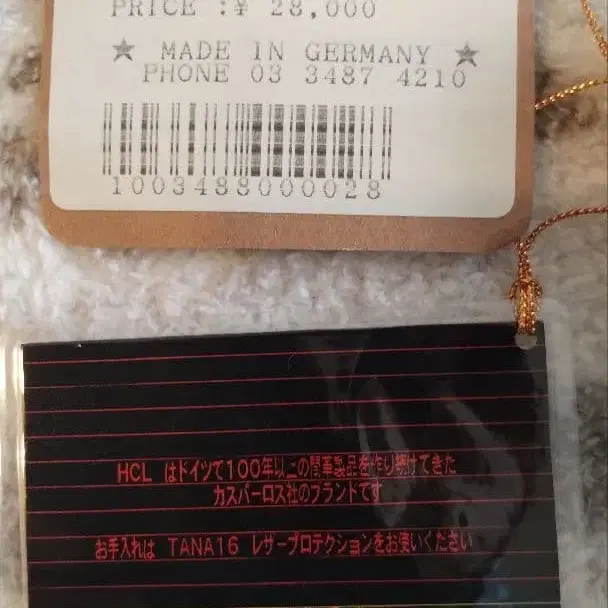 PRICE :¥ 28,000
★ MADE IN GERMANY ★
PHONE 03 3487 4210
1003488000028
HCL はドイツで100年以上の間革製品を作り続けてきた
カスパーロス社のブランドです
お手入れは TANA16 レザープロテクションをお使いください